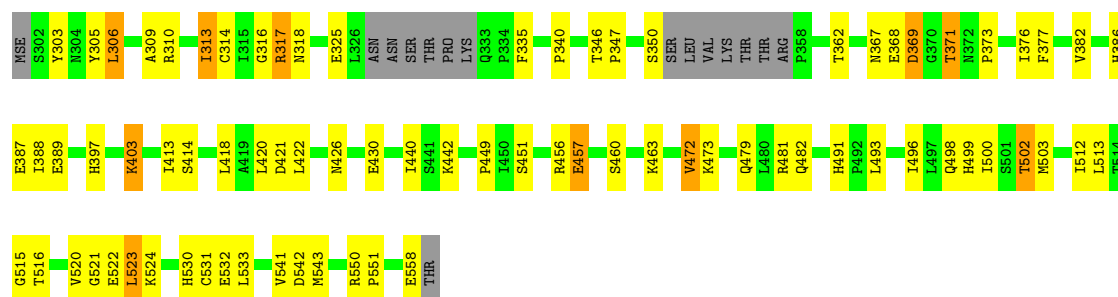 MSE S302 Y303 N304 Y305 L306 A309 R310 I313 C314 I315 G316 R317 N318 E325 L326 ASN ASN SER THR PRO LYS Q333 P334 F335 P340 T346 P347 S350 SER LEU VAL LYS THR THR ARG P358 T362 N367 E368 D369 G370 T371 N372 P373 I376 F377 V382 H386
E387 I388 E389 H397 K403 I413 S414 L418 A419 L420 D421 L422 N426 E430 I440 S441 K442 P449 I450 S451 R456 E457 S460 K463 V472 K473 Q479 L480 R481 Q482 H491 P492 L493 I496 L497 Q498 H499 I500 S501 T502 M503 I512 L513 T514
G515 T516 V520 G521 E522 L523 K524 H530 C531 E532 L533 V541 D542 M543 R550 P551 E558 THR